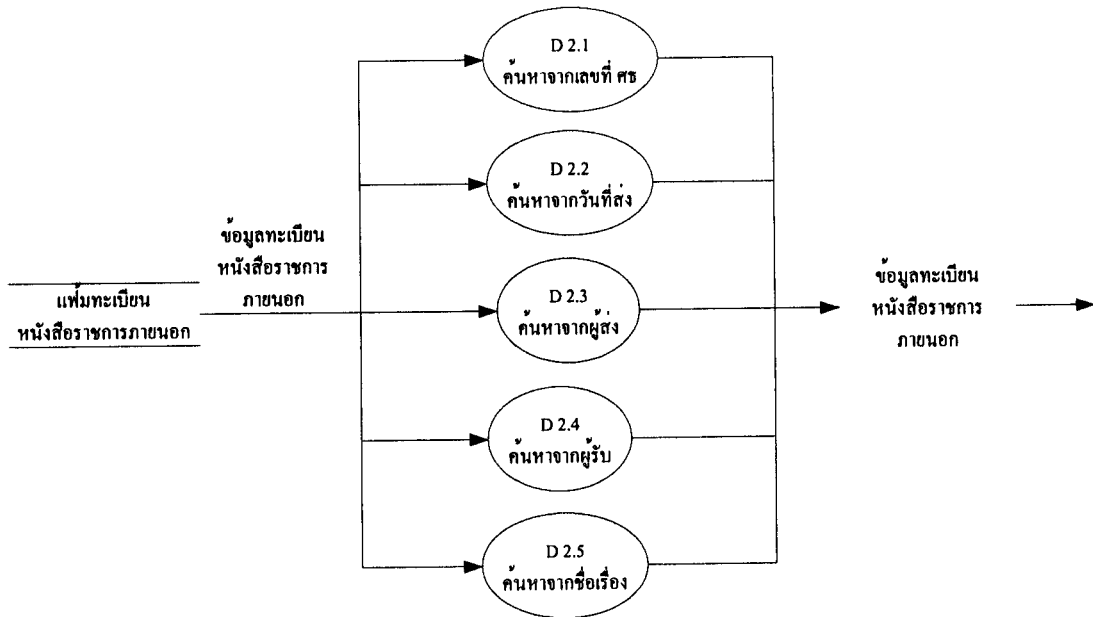 D 2.1
ค้นหาจากเลขที่ ศธ
D 2.2
ค้นหาจากวันที่ส่ง
ข้อมูลทะเบียน
หนังสือราชการ
ภายนอก
แฟ้มทะเบียน
หนังสือราชการภายนอก
D 2.3
ค้นหาจากผู้ส่ง
ข้อมูลทะเบียน
หนังสือราชการ
ภายนอก
D 2.4
ค้นหาจากผู้รับ
D 2.5
ค้นหาจากชื่อเรื่อง